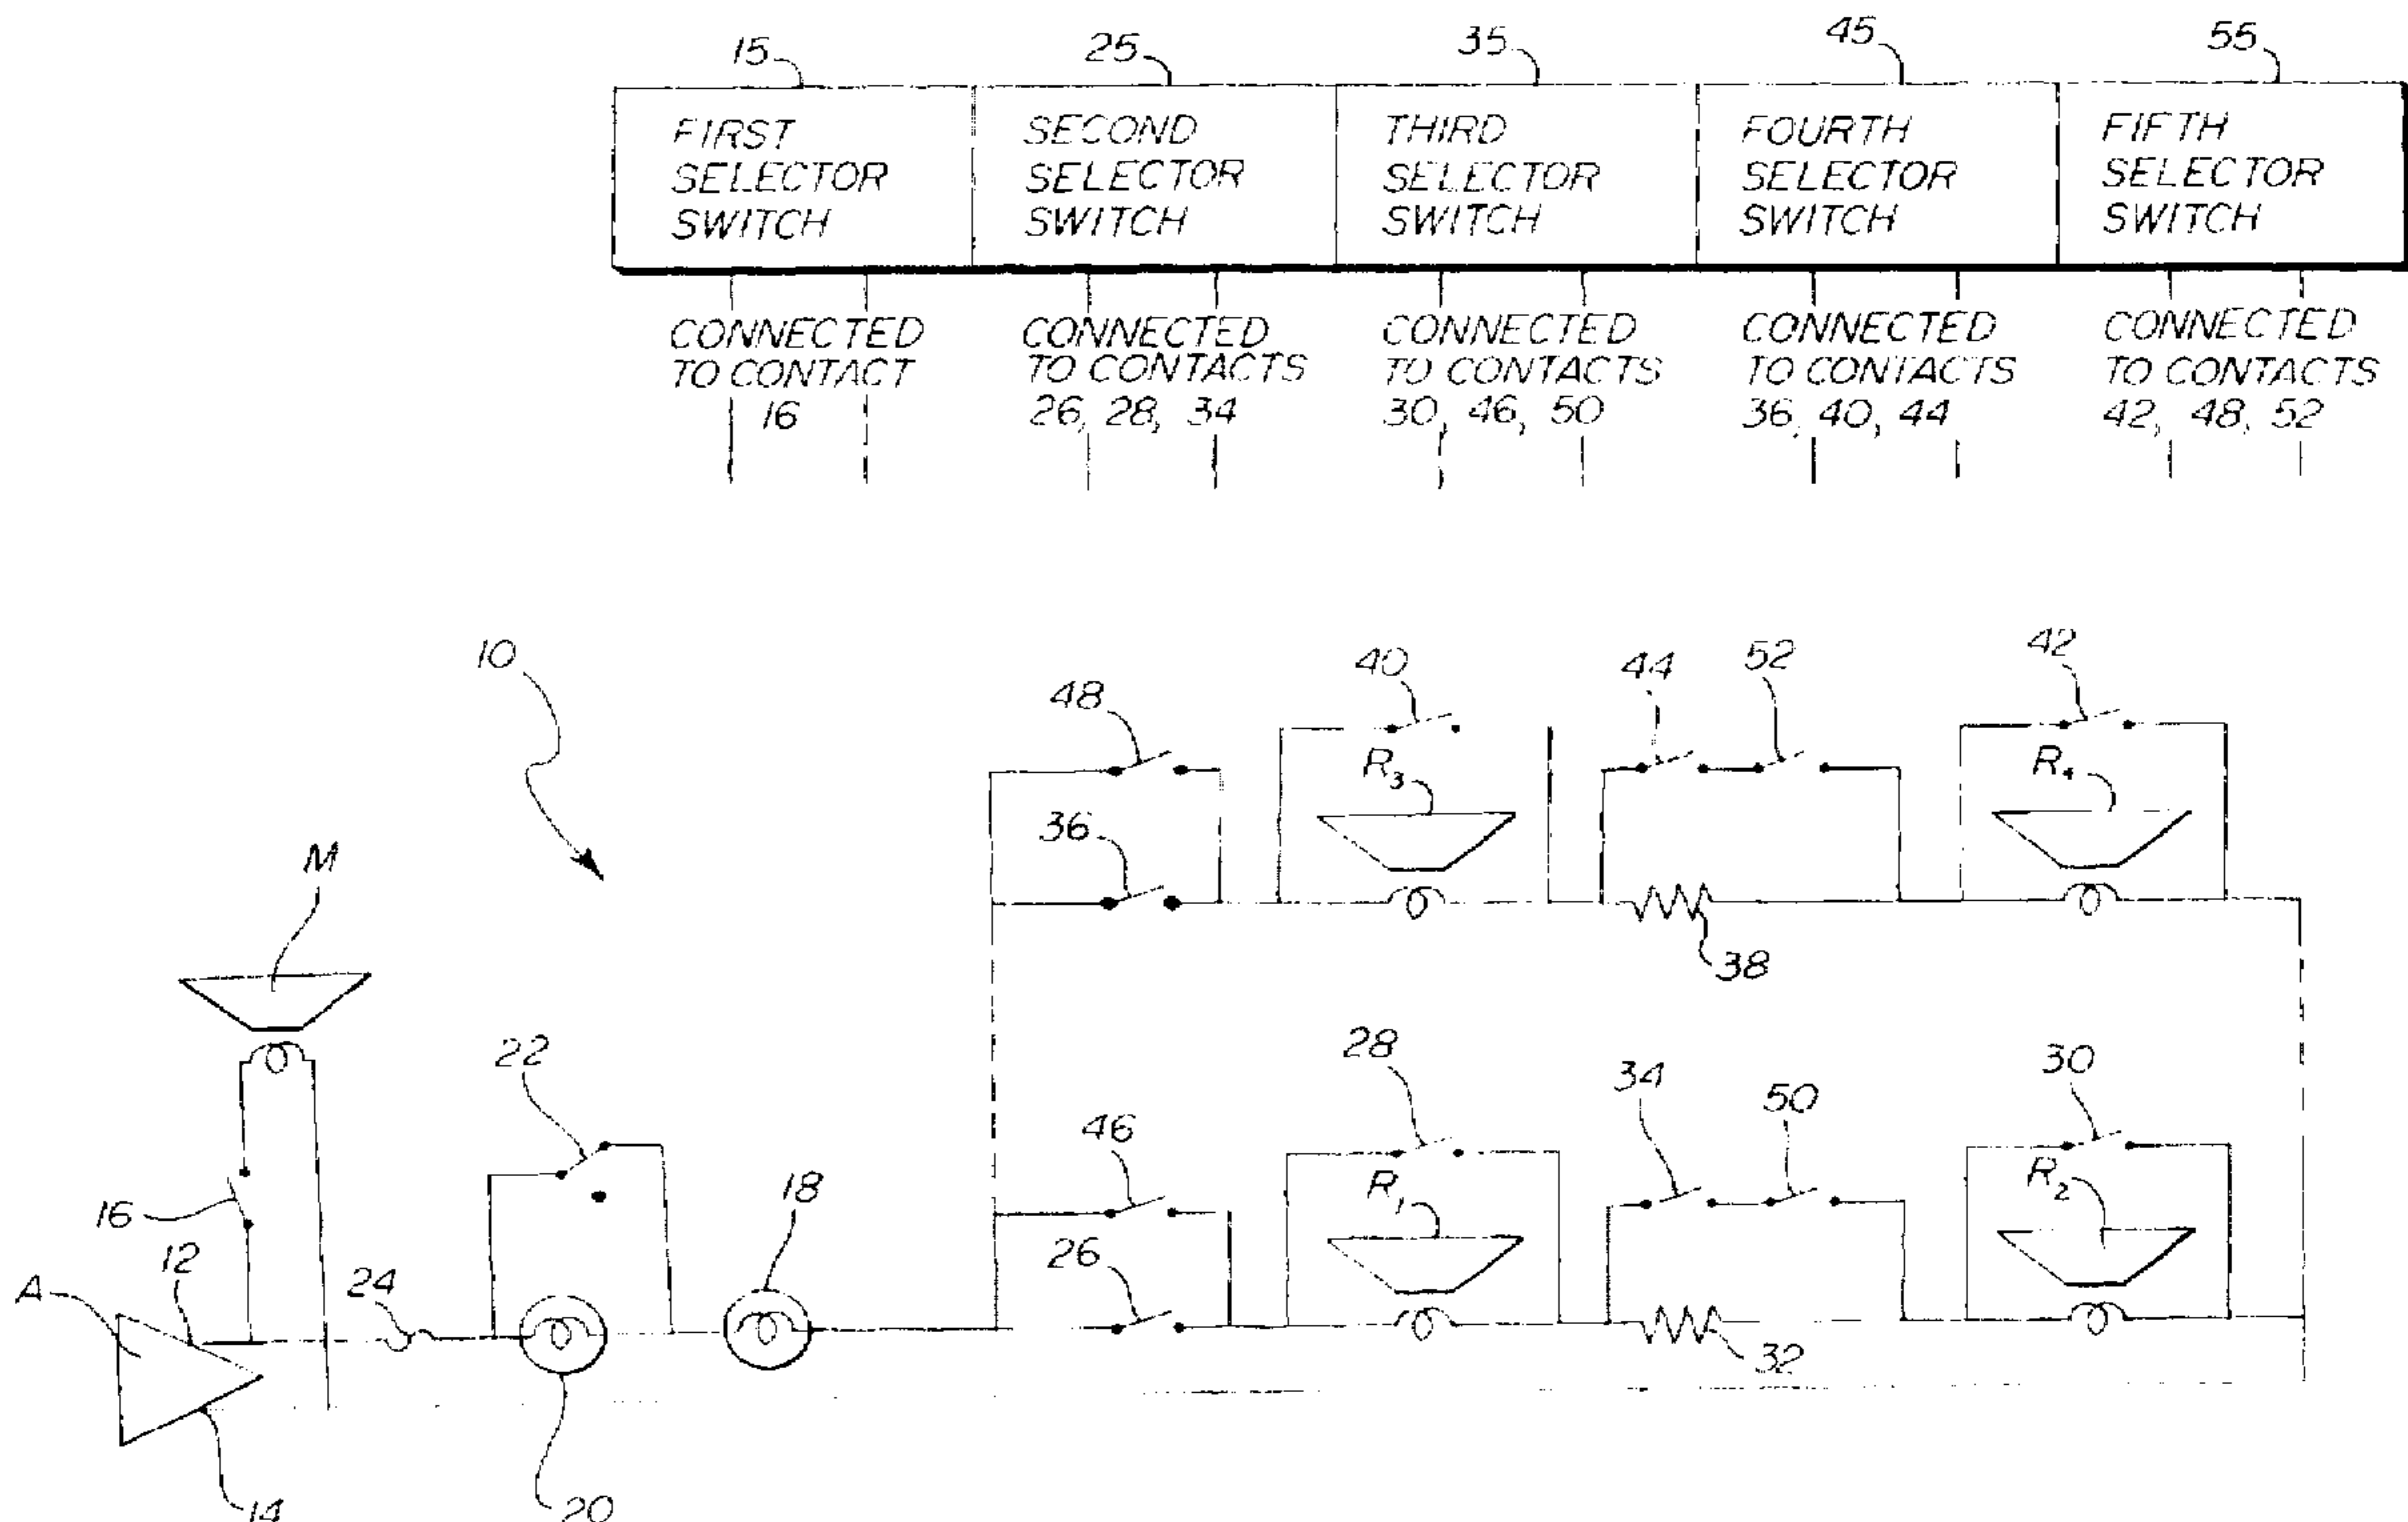 15 25 35 45 55
FIRST SELECTOR SWITCH
SECOND SELECTOR SWITCH
THIRD SELECTOR SWITCH
FOURTH SELECTOR SWITCH
FIFTH SELECTOR SWITCH
CONNECTED TO CONTACT 16
CONNECTED TO CONTACTS 26, 28, 34
CONNECTED TO CONTACTS 30, 46, 50
CONNECTED TO CONTACTS 36, 40, 44
CONNECTED TO CONTACTS 42, 48, 52
10
48
40
44
52
42
R3
R4
36
M
38
22
28
34
50
30
46
R1
R2
16
12
18
26
A
24
32
14
20